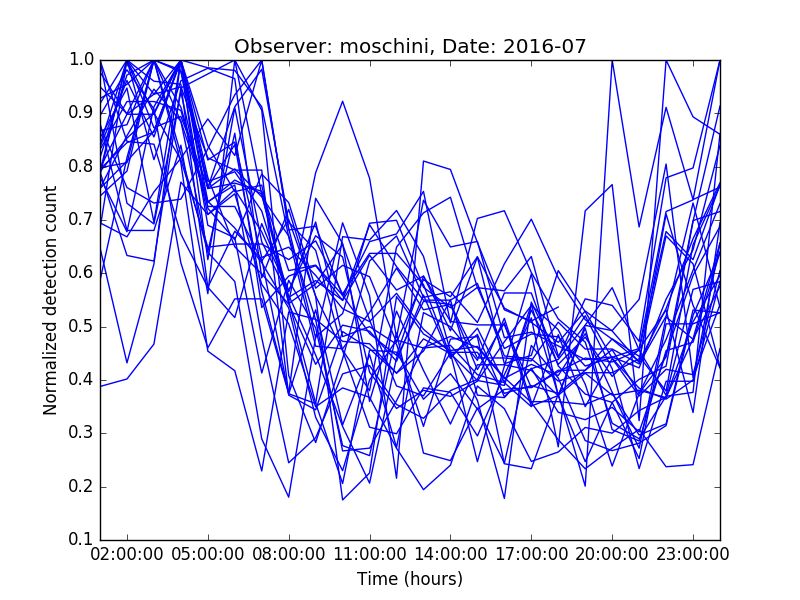 Observer: moschini, Date: 2016-07
Normalized detection count
1.0
0.9
0.8
0.7
0.6
0.5
0.4
0.3
0.2
0.1
02:00:00 05:00:00 08:00:00 11:00:00 14:00:00 17:00:00 20:00:00 23:00:00
Time (hours)